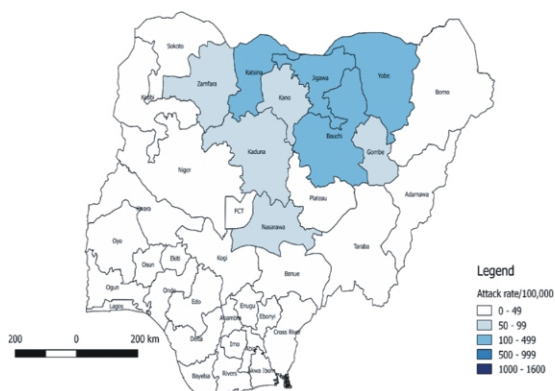 Sokoto
Katsina
Jigawa
Yobe
Zamfara
Kano
Borno
Kebbi
Bauchi
Gombe
Kaduna
Niger
Adamawa
Plateau
FCT
Kwara
Nasarawa
Oyo
Taraba
Kogi
Osun
Ekiti
Benue
Ogun
Ondo
Edo
Lagos
Enugu
Anambra
Ebonyi
Cross River
Delta
Imo
Abia
Bayelsa
Rivers
Akwa Ibom
200 0 200 km
Legend
Attack rate/100,000
0 - 49
50 - 99
100 - 499
500 - 999
1000 - 1600